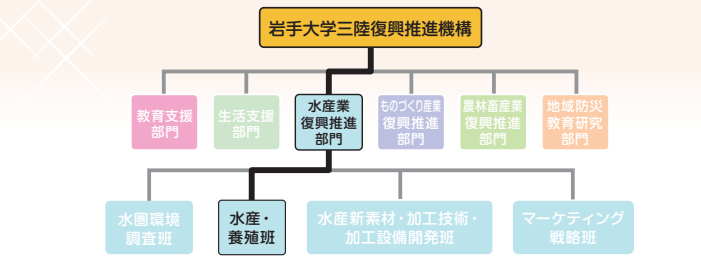 岩手大学三陸復興推進機構
教育支援
部門
生活支援
部門
水産業
復興推進
部門
ものづくり産業
復興推進
部門
農林畜産業
復興推進
部門
地域防災
教育研究
部門
水圏環境
調査班
水産・
養殖班
水産新素材・加工技術・
加工設備開発班
マーケティング
戦略班